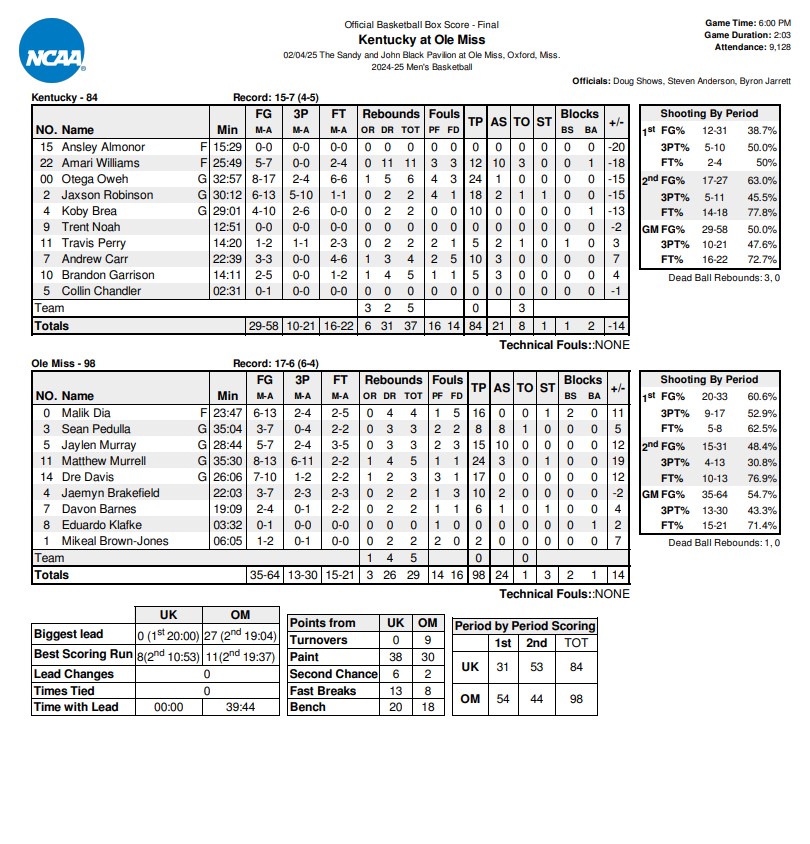 NCAA®
Official Basketball Box Score - Final
Kentucky at Ole Miss
02/04/25 The Sandy and John Black Pavilion at Ole Miss, Oxford, Miss.
2024-25 Men's Basketball
Game Time: 6:00 PM
Game Duration: 2:03
Attendance: 9,128
Officials: Doug Shows, Steven Anderson, Byron Jarrett
Kentucky - 84 Record: 15-7 (4-5)
FG 3P FT Rebounds Fouls TP AS TO ST Blocks +/-
NO. Name Min M-A M-A M-A OR DR TOT PF FD BS BA
15 Ansley Almonor F 15:29 0-0 0-0 0-0 0 0 0 0 0 0 0 0 0 0 0 -20
22 Amari Williams F 25:49 5-7 0-0 2-4 0 11 11 3 3 12 10 3 0 0 1 -18
00 Otega Oweh G 32:57 8-17 2-4 6-6 1 5 6 4 3 24 1 1 0 0 0 -15
2 Jaxson Robinson G 30:12 6-13 5-10 1-1 0 2 2 4 1 18 2 1 1 0 0 -15
4 Koby Brea G 29:01 4-10 2-6 0-0 0 2 2 0 0 10 0 0 0 0 1 -13
9 Trent Noah 12:51 0-0 0-0 0-0 0 0 0 0 0 0 0 0 0 0 0 -2
11 Travis Perry 14:20 1-2 1-1 2-3 0 2 2 2 1 5 2 1 0 1 0 3
7 Andrew Carr 22:39 3-3 0-0 4-6 1 3 4 2 5 10 3 0 0 0 0 7
10 Brandon Garrison 14:11 2-5 0-0 1-2 1 4 5 1 1 5 3 0 0 0 0 4
5 Collin Chandler 02:31 0-1 0-0 0-0 0 0 0 0 0 0 0 0 0 0 0 -1
Team 3 2 5 0 3
Totals 29-58 10-21 16-22 6 31 37 16 14 84 21 8 1 1 2 -14
Technical Fouls::NONE
Shooting By Period
1st FG% 12-31 38.7%
3PT% 5-10 50.0%
FT% 2-4 50%
2nd FG% 17-27 63.0%
3PT% 5-11 45.5%
FT% 14-18 77.8%
GM FG% 29-58 50.0%
3PT% 10-21 47.6%
FT% 16-22 72.7%
Dead Ball Rebounds: 3, 0
Ole Miss - 98 Record: 17-6 (6-4)
FG 3P FT Rebounds Fouls TP AS TO ST Blocks +/-
NO. Name Min M-A M-A M-A OR DR TOT PF FD BS BA
0 Malik Dia F 23:47 6-13 2-4 2-5 0 4 4 1 5 16 0 0 1 2 0 11
3 Sean Pedulla G 35:04 3-7 0-4 2-2 0 3 3 2 2 8 8 1 0 0 0 5
5 Jaylen Murray G 28:44 5-7 2-4 3-5 0 2 2 2 3 15 10 0 0 0 0 12
11 Matthew Murrell G 35:30 8-13 6-11 2-2 1 4 5 1 1 24 3 0 1 0 0 19
14 Dre Davis G 26:06 7-10 1-2 2-2 1 1 2 3 1 17 0 0 0 0 0 12
4 Jaemyn Brakefield 22:03 3-7 2-3 2-3 0 2 2 1 3 10 2 0 0 0 0 -2
7 Davon Barnes 19:09 2-4 0-1 2-2 0 2 2 2 1 6 1 0 1 0 0 4
8 Eduardo Klafke 03:32 0-1 0-0 0-0 0 0 0 0 0 0 0 0 0 0 1 2
1 Mikeal Brown-Jones 06:05 1-2 0-1 0-0 0 2 2 2 0 2 0 0 0 0 0 7
Team 1 4 5 0 0
Totals 35-64 13-30 15-21 3 26 29 14 16 98 24 1 3 2 1 14
Technical Fouls::NONE
Shooting By Period
1st FG% 20-33 60.6%
3PT% 9-17 52.9%
FT% 5-8 62.5%
2nd FG% 15-31 48.4%
3PT% 4-13 30.8%
FT% 10-13 76.9%
GM FG% 35-64 54.7%
3PT% 13-30 43.3%
FT% 15-21 71.4%
Dead Ball Rebounds: 1, 0
UK OM
Biggest lead 0 (1st 20:00) 27 (2nd 19:04)
Best Scoring Run 8(2nd 10:53) 11(2nd 19:37)
Lead Changes 0
Times Tied 0
Time with Lead 00:00 39:44
Points from UK OM
Turnovers 0 9
Paint 38 30
Second Chance 6 2
Fast Breaks 13 8
Bench 20 18
Period by Period Scoring
1st 2nd TOT
UK 31 53 84
OM 54 44 98